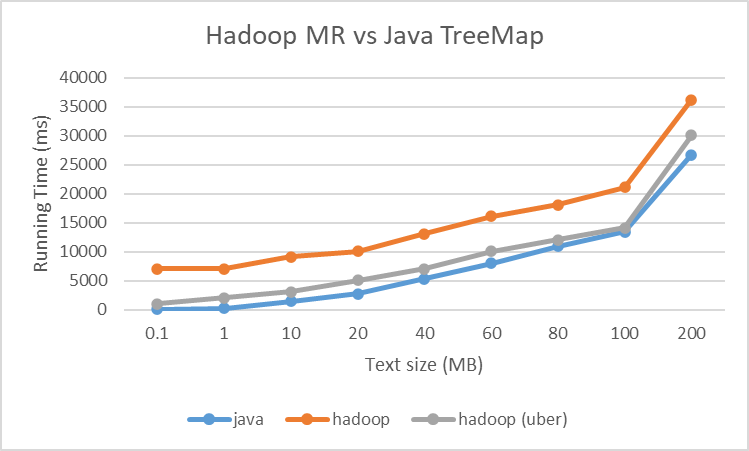 Hadoop MR vs Java TreeMap
40000
35000
30000
25000
20000
15000
10000
5000
0
Running Time (ms)
0.1 1 10 20 40 60 80 100 200
Text size (MB)
java hadoop hadoop (uber)